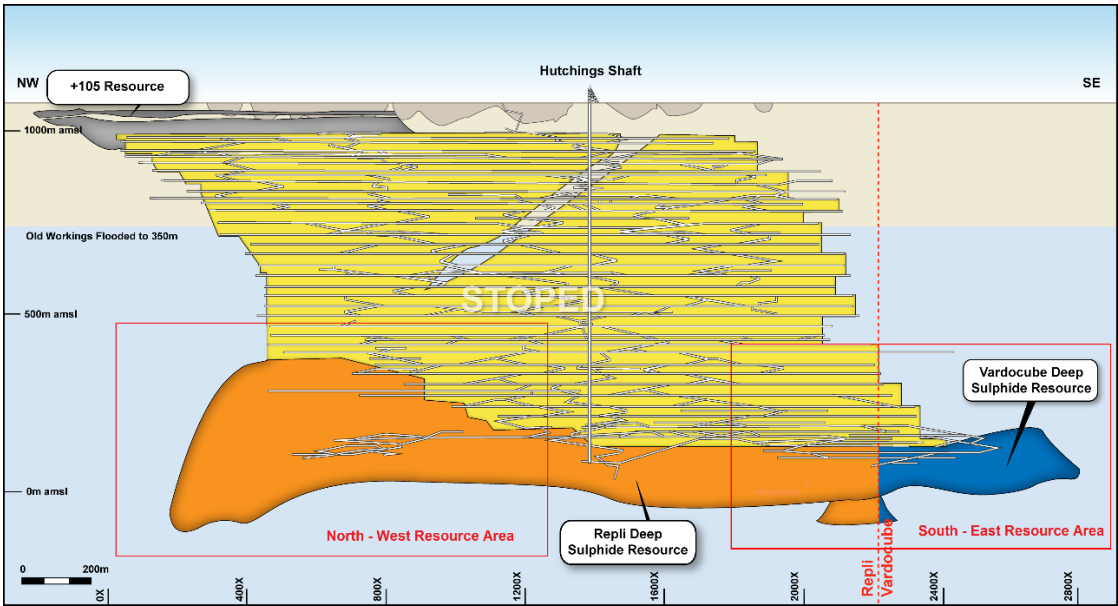 NW
+105 Resource
Hutchings Shaft
SE
1000m amsl
Old Workings Flooded to 350m
STOPED
500m amsl
Vardocube Deep
Sulphide Resource
0m amsl
North - West Resource Area
Repli Deep
Sulphide Resource
South - East Resource Area
Repli
Vardocube
0
200m
0X
400X
800X
1200X
1600X
2000X
2400X
2800X